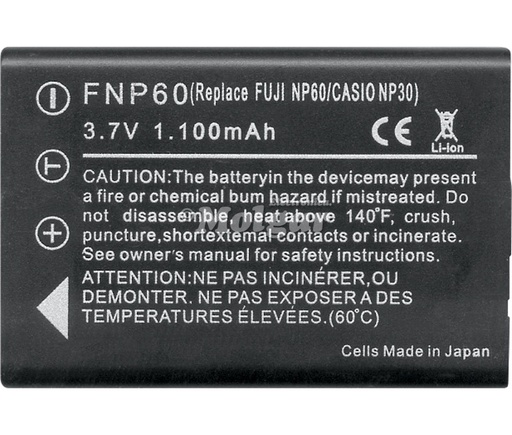 FNP60(Replace FUJI NP60/CASIO NP30)
3.7V 1.100mAh
CE
Li-ion
CAUTION:The batteryin the devicemay present
a fire or chemical bum hazard if mistreated. Do
not disassemble, heat above 140°F, crush,
puncture,shortexternal contacts or incinerate.
See owner's manual for safety instructions.
ATTENTION:NE PAS INCINÉRER,OU
DEMONTER. NE PAS EXPOSER A DES
TEMPÉRATURES ÉLEVÉES.(60°C)
Cells Made in Japan
I
T
+
©Molgar
Electrónica